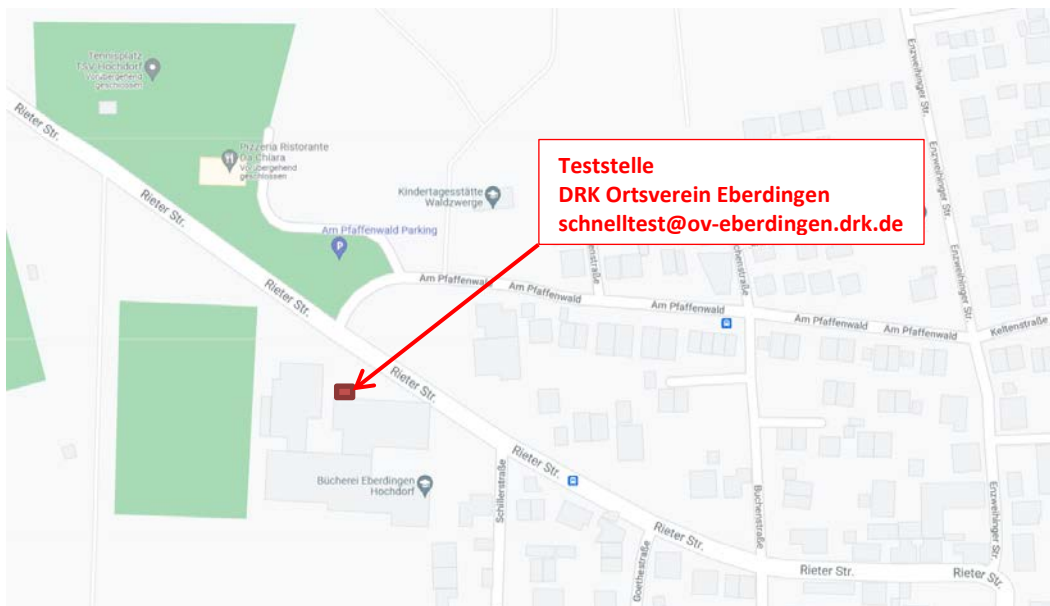 Tennisplatz
TSV Hochdorf
Vorübergehend
geschlossen
Enzweihinger Str.
Rieter Str.
Pizzeria Ristorante
Da Chiara
Vorübergehend
geschlossen
Teststelle
DRK Ortsverein Eberdingen
schnelltest@ov-eberdingen.drk.de
Kindertagesstätte
Waldzwerge
Enzweihinger Str.
Rieter Str.
Am Pfaffenwald Parking
P
Am Pfaffenwald
Am Pfaffenwald
Am Pfaffenwald
Am Pfaffenwald
Am Pfaffenwald
Keltenstraße
Enzweihinger Str.
Rieter Str.
Rieter Str.
Rieter Str.
Bücherei Eberdingen
Hochdorf
Schillerstraße
Buchenstraße
Enzweihinger Str.
Rieter Str.
Goethestraße
Rieter Str.
Rieter Str.